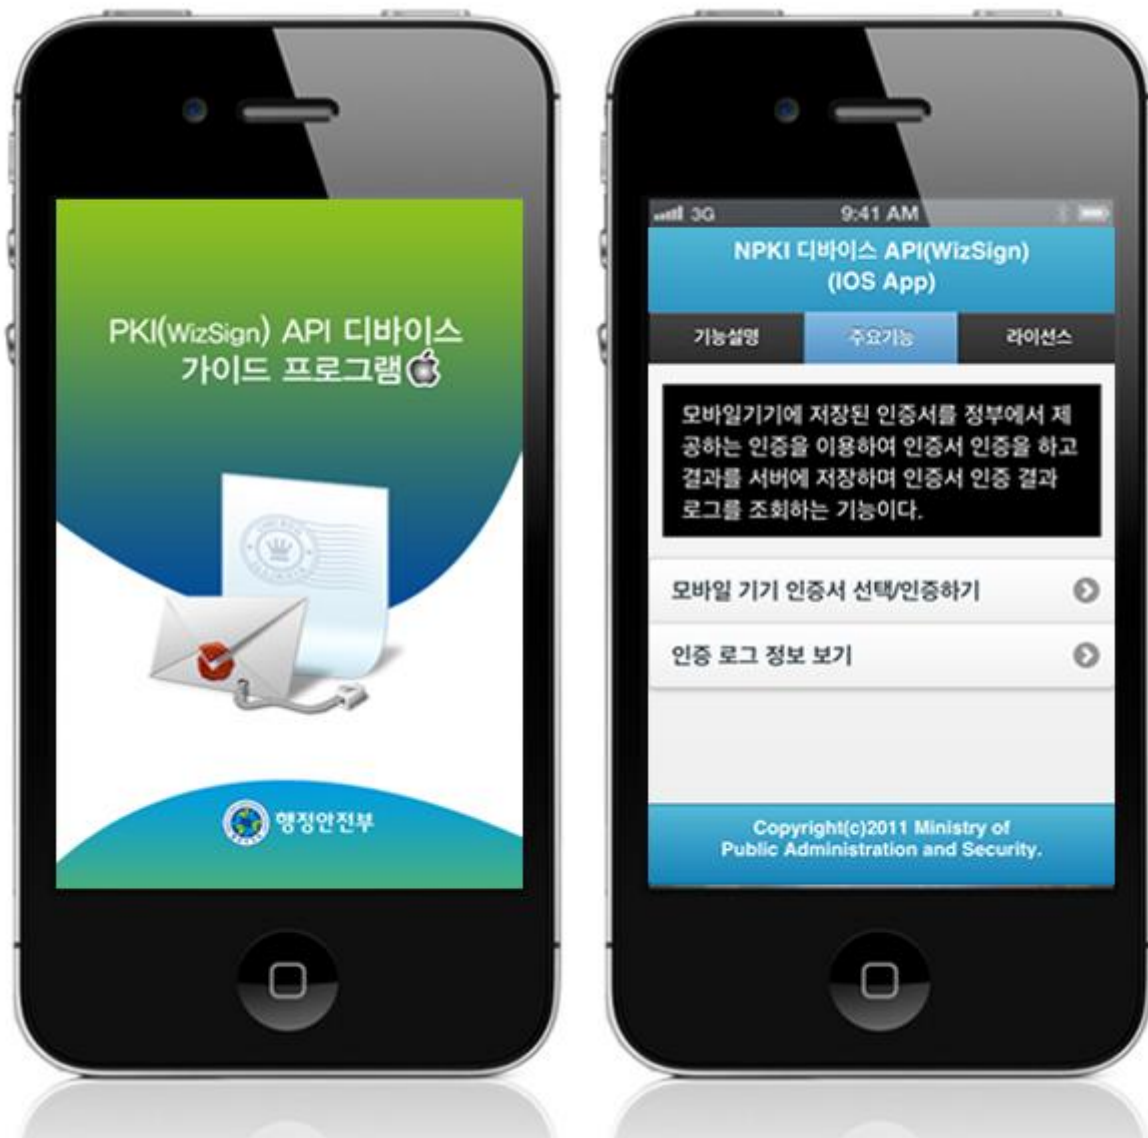 PKI(WizSign) API 디바이스
가이드 프로그램
행정안전부
3G 9:41 AM
NPKI 디바이스 API(WizSign)
(IOS App)
기능설명 주요기능 라이선스
모바일기기에 저장된 인증서를 정부에서 제
공하는 인증을 이용하여 인증서 인증을 하고
결과를 서버에 저장하며 인증서 인증 결과
로그를 조회하는 기능이다.
모바일 기기 인증서 선택/인증하기
인증 로그 정보 보기
Copyright(c)2011 Ministry of
Public Administration and Security.